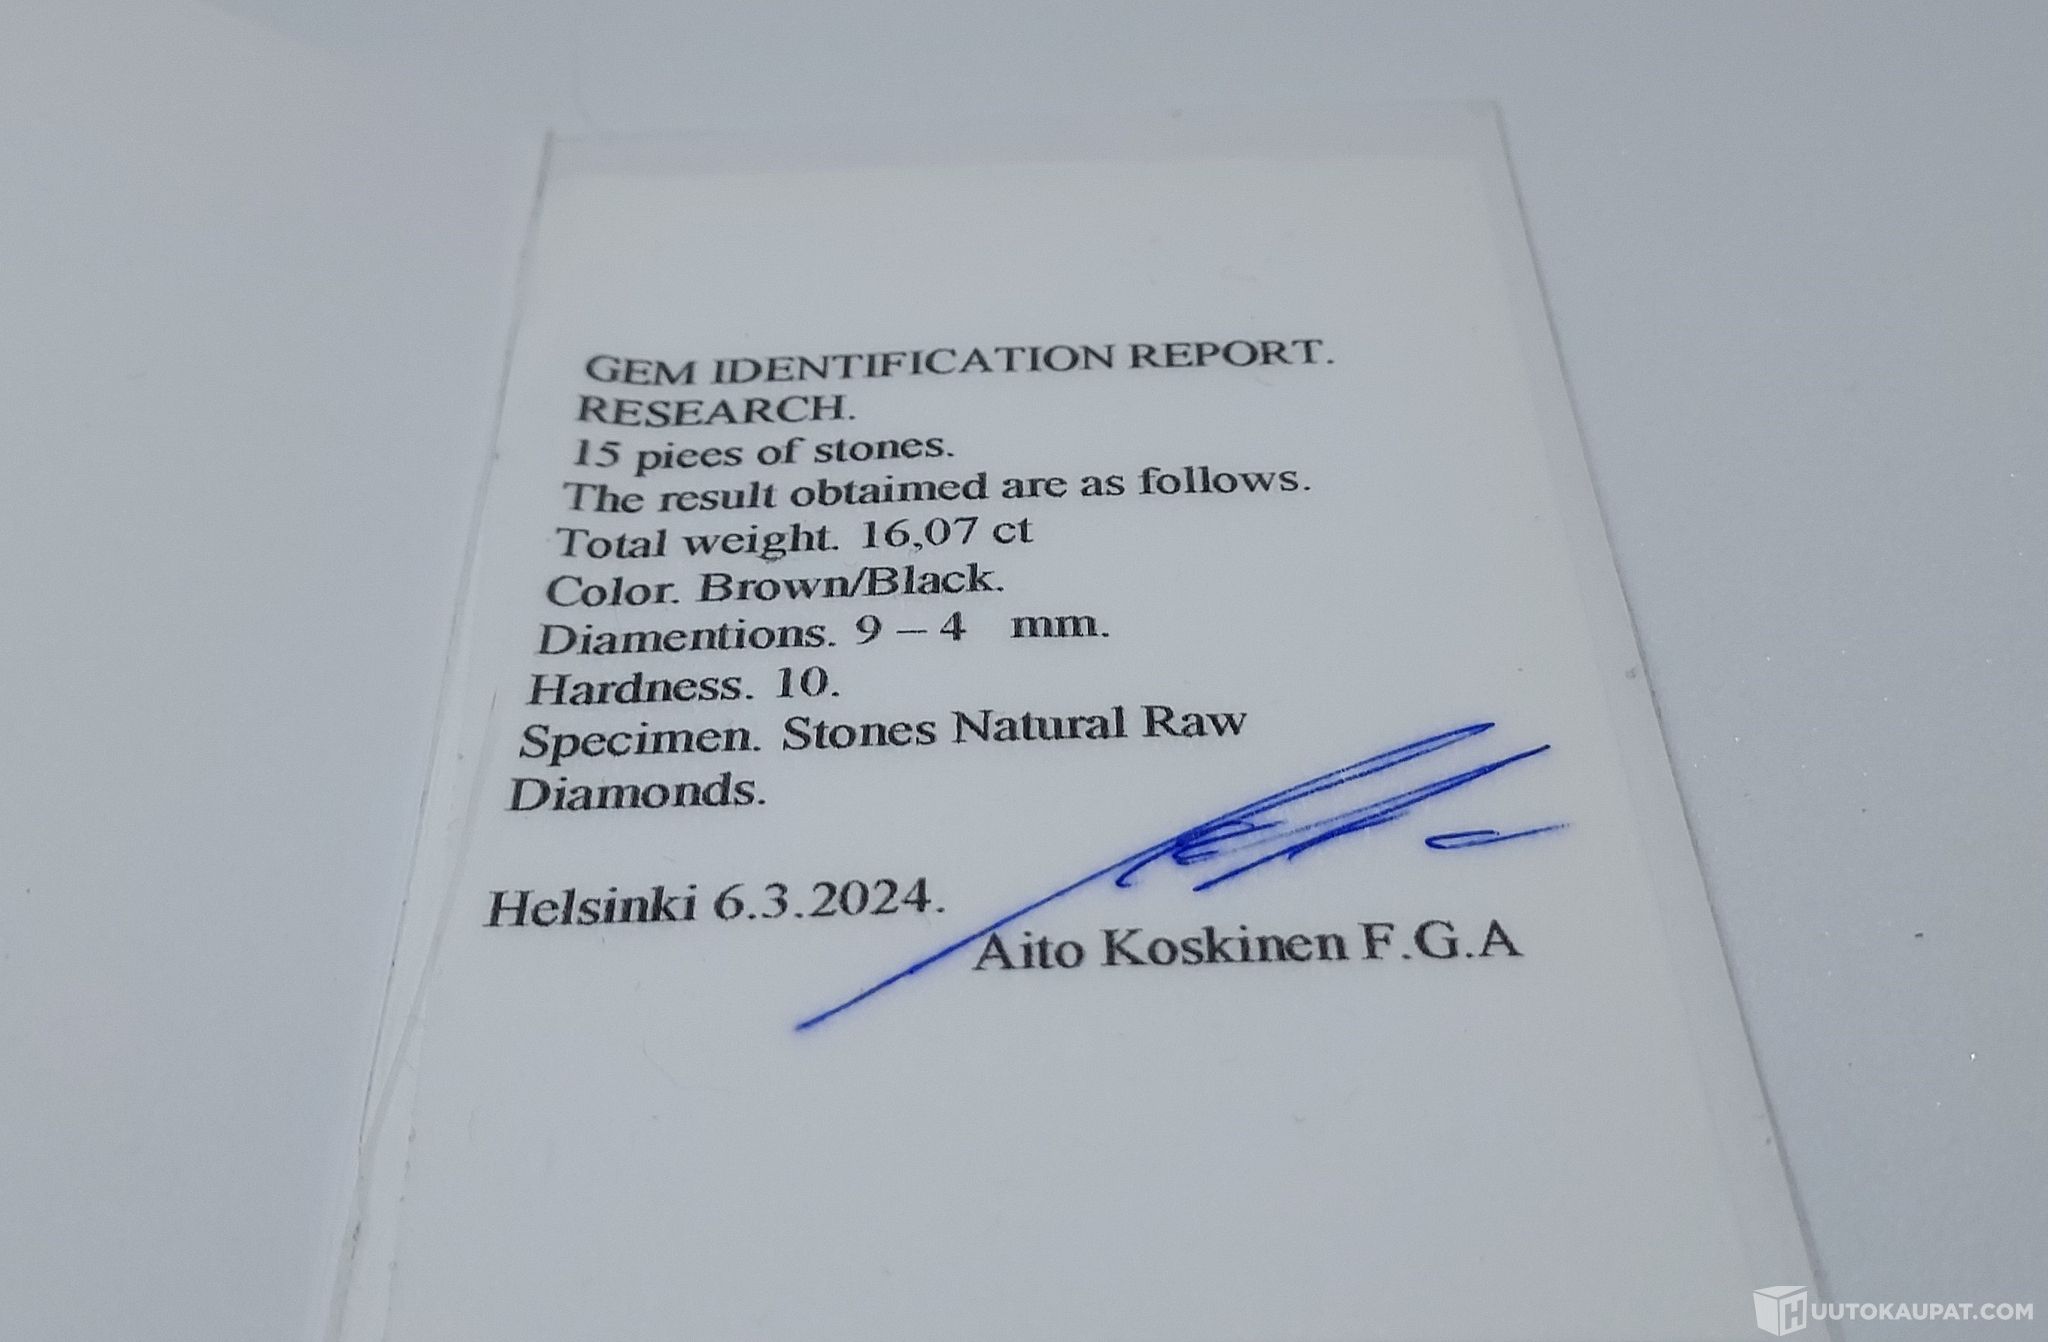 GEM IDENTIFICATION REPORT.
RESEARCH.
15 pieces of stones.
The result obtaimed are as follows.
Total weight. 16,07 ct
Color. Brown/Black.
Diamentions. 9 – 4 mm.
Hardness. 10.
Specimen. Stones Natural Raw
Diamonds.
Helsinki 6.3.2024.
Aito Koskinen F.G.A
HUUTOKAUPAT.COM